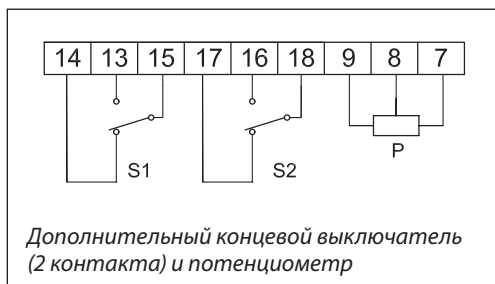 14 13 15 17 16 18 9 8 7
S1 S2 P
Дополнительный концевой выключатель
(2 контакта) и потенциометр